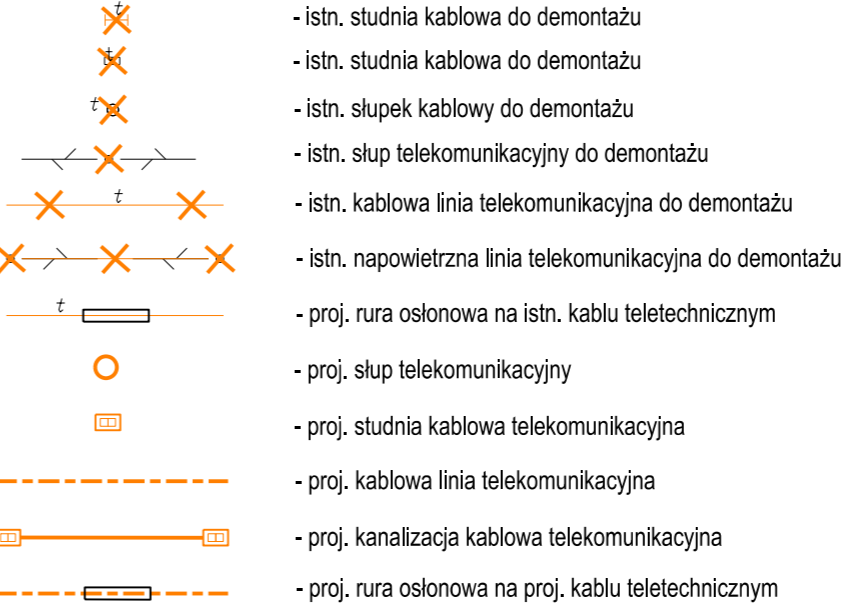 t - istn. studnia kablowa do demontażu
t - istn. studnia kablowa do demontażu
t - istn. słupek kablowy do demontażu
- istn. słup telekomunikacyjny do demontażu
t - istn. kablowa linia telekomunikacyjna do demontażu
- istn. napowietrzna linia telekomunikacyjna do demontażu
t - proj. rura osłonowa na istn. kablu teletechnicznym
- proj. słup telekomunikacyjny
- proj. studnia kablowa telekomunikacyjna
- proj. kablowa linia telekomunikacyjna
- proj. kanalizacja kablowa telekomunikacyjna
- proj. rura osłonowa na proj. kablu teletechnicznym